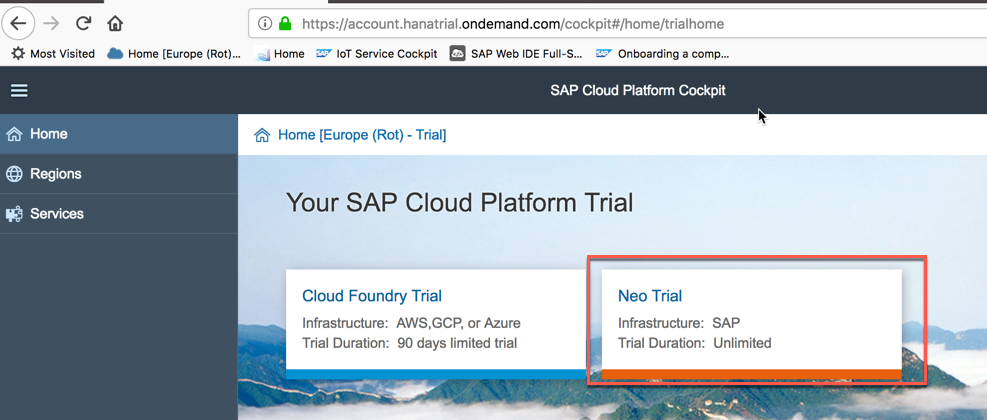 https://account.hanatrial.ondemand.com/cockpit#/home/trialhome
Most Visited Home [Europe (Rot)... Home SAP IoT Service Cockpit SAP Web IDE Full-S... SAP Onboarding a comp...
SAP Cloud Platform Cockpit
Home
Home [Europe (Rot) - Trial]
Regions
Services
Your SAP Cloud Platform Trial
Cloud Foundry Trial
Infrastructure: AWS,GCP, or Azure
Trial Duration: 90 days limited trial
Neo Trial
Infrastructure: SAP
Trial Duration: Unlimited